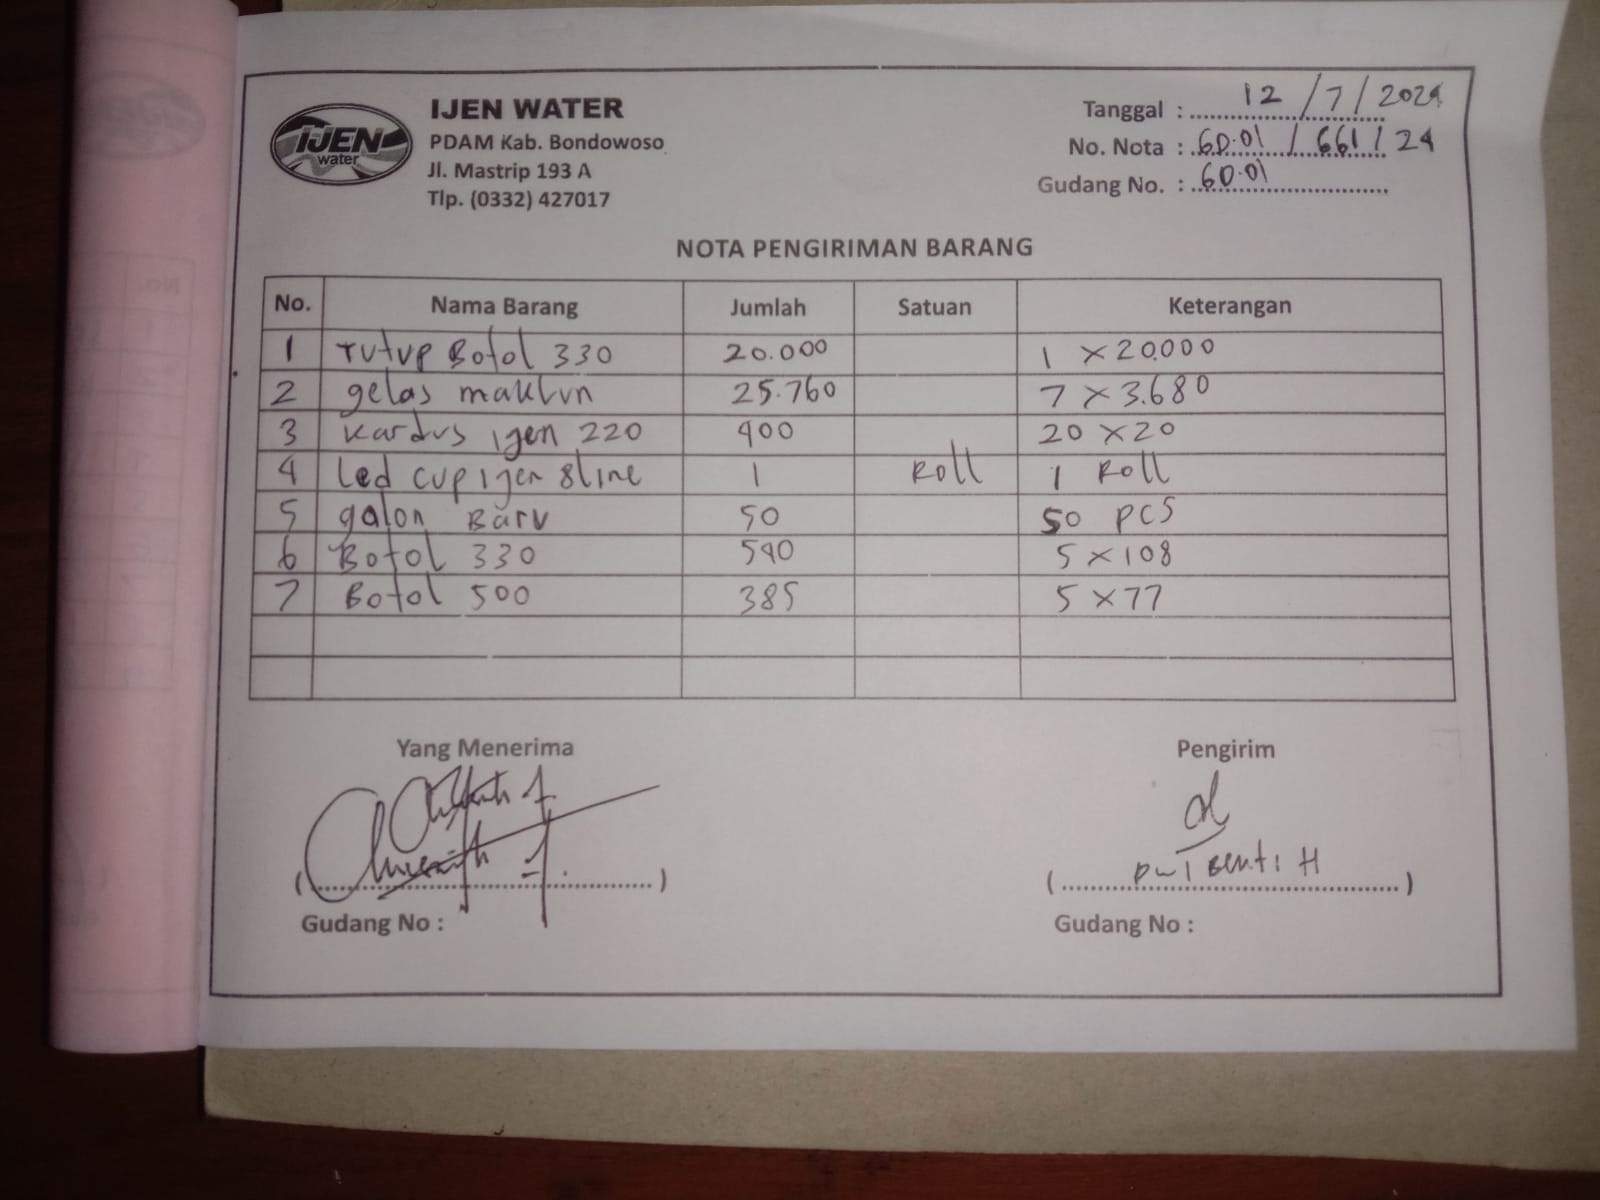 IJEN
water
IJEN WATER
PDAM Kab. Bondowoso
Jl. Mastrip 193 A
Tlp. (0332) 427017
Tanggal : 12 / 7 / 2024
No. Nota : 60.01 / 661 / 24
Gudang No. : 60.01
NOTA PENGIRIMAN BARANG
No. Nama Barang Jumlah Satuan Keterangan
1 Tutup Botol 330 20.000 1 x 20.000
2 gelas maklun 25.760 7 x 3.680
3 Kardus ijen 220 400 20 x 20
4 Led cup ijen 8line 1 Roll 1 Roll
5 galon Baru 50 50 PCS
6 Botol 330 540 5 x 108
7 Botol 500 385 5 x 77
Yang Menerima Pengirim
Gudang No : Gudang No :